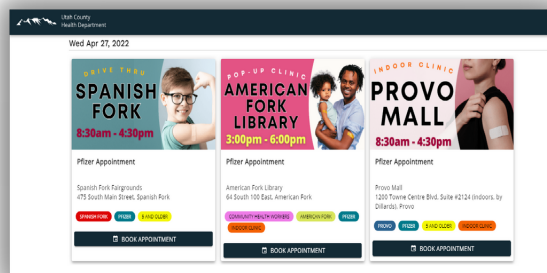 Utah County
Health Department
Wed Apr 27, 2022
DRIVE THRU
SPANISH
FORK
8:30am - 4:30pm
Pfizer Appointment
Spanish Fork Fairgrounds
475 South Main Street, Spanish Fork
SPANISH FORK PFIZER 5 AND OLDER
BOOK APPOINTMENT
POP-UP CLINIC
AMERICAN
FORK
LIBRARY
3:00pm - 6:00pm
Pfizer Appointment
American Fork Library
64 South 100 East, American Fork
COMMUNITY HEALTH WORKERS AMERICAN FORK PFIZER
INDOOR CLINIC
BOOK APPOINTMENT
INDOOR CLINIC
PROVO
MALL
8:30am - 4:30pm
Pfizer Appointment
Provo Mall
1200 Towne Centre Blvd, Suite #2124 (Indoors, by
Dillards), Provo
PROVO PFIZER 5 AND OLDER INDOOR CLINIC
BOOK APPOINTMENT